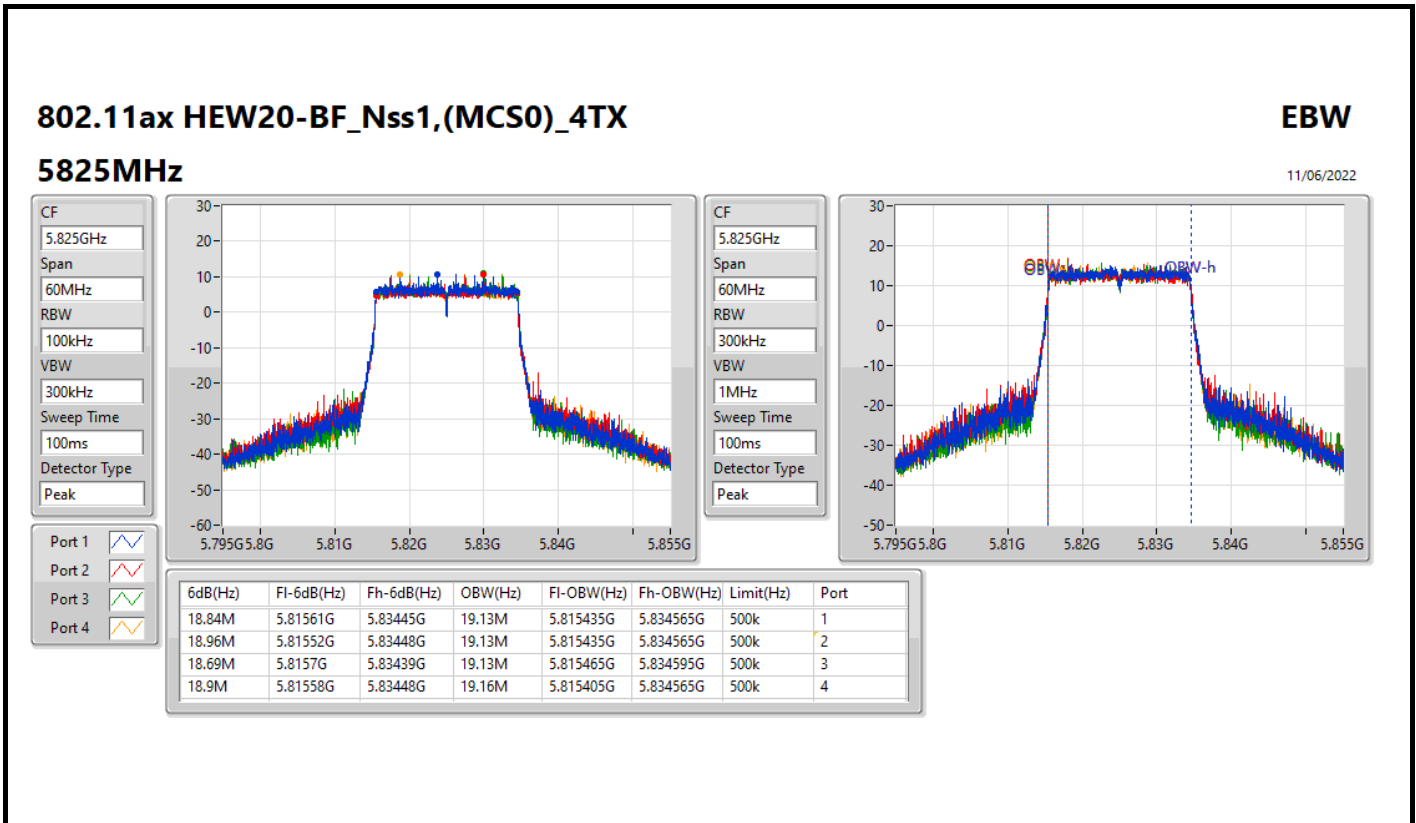 802.11ax HEW20-BF_Nss1,(MCS0)_4TX
EBW
5825MHz
11/06/2022
CF
5.825GHz
Span
60MHz
RBW
100kHz
VBW
300kHz
Sweep Time
100ms
Detector Type
Peak
30
20
10
0
-10
-20
-30
-40
-50
-60
5.795G 5.8G 5.81G 5.82G 5.83G 5.84G 5.855G
CF
5.825GHz
Span
60MHz
RBW
300kHz
VBW
1MHz
Sweep Time
100ms
Detector Type
Peak
30
20
10
0
-10
-20
-30
-40
-50
OBW-h
5.795G 5.8G 5.81G 5.82G 5.83G 5.84G 5.855G
Port 1
Port 2
Port 3
Port 4
6dB(Hz) Fl-6dB(Hz) Fh-6dB(Hz) OBW(Hz) Fl-OBW(Hz) Fh-OBW(Hz) Limit(Hz) Port
18.84M 5.81561G 5.83445G 19.13M 5.815435G 5.834565G 500k 1
18.96M 5.81552G 5.83448G 19.13M 5.815435G 5.834565G 500k 2
18.69M 5.8157G 5.83439G 19.13M 5.815465G 5.834595G 500k 3
18.9M 5.81558G 5.83448G 19.16M 5.815405G 5.834565G 500k 4